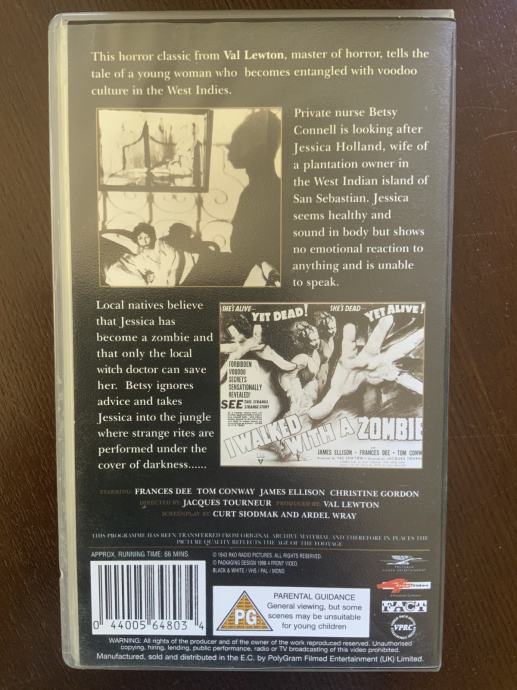 This horror classic from Val Lewton, master of horror, tells the
tale of a young woman who becomes entangled with voodoo
culture in the West Indies.
Private nurse Betsy
Connell is looking after
Jessica Holland, wife of
a plantation owner in
the West Indian island of
San Sebastian. Jessica
seems healthy and
sound in body but shows
no emotional reaction to
anything and is unable
to speak.
Local natives believe
that Jessica has
become a zombie and
that only the local
witch doctor can save
her. Betsy ignores
advice and takes
Jessica into the jungle
where strange rites are
performed under the
cover of darkness......
SHE'S ALIVE--
YET DEAD!
SHE'S DEAD--
YET ALIVE!
FORBIDDEN
VOODOO
SECRETS
SENSATIONALLY
REVEALED!
SEE THIS STRANGE,
STRANGE STORY
I WALKED WITH A ZOMBIE
JAMES ELLISON - FRANCES DEE - TOM CONW
STARRING: FRANCES DEE TOM CONWAY JAMES ELLISON CHRISTINE GORDON
DIRECTED BY JACQUES TOURNEUR PRODUCED BY VAL LEWTON
SCREENPLAY BY CURT SIODMAK AND ARDEL WRAY
THIS PROGRAMME HAS BEEN TRANSFERRED FROM ORIGINAL ARCHIVE MATERIAL AND THEREFORE IN PLACES THE
PICTURE QUALITY REFLECTS THE AGE OF THE FOOTAGE
APPROX. RUNNING TIME: 66 MINS.
© 1943 RKO RADIO PICTURES. ALL RIGHTS RESERVED.
© PACKAGING DESIGN 1998 4 FRONT VIDEO.
BLACK & WHITE / VHS / PAL / MONO
0 44005 64803 4
PG
PARENTAL GUIDANCE
General viewing, but some
scenes may be unsuitable
for young children
4
FACT
VPRC
WARNING: All rights of the producer and of the owner of the work reproduced reserved. Unauthorised
copying, hiring, lending, public performance, radio or TV broadcasting of this video prohibited.
Manufactured, sold and distributed in the E.C. by PolyGram Filmed Entertainment (UK) Limited.